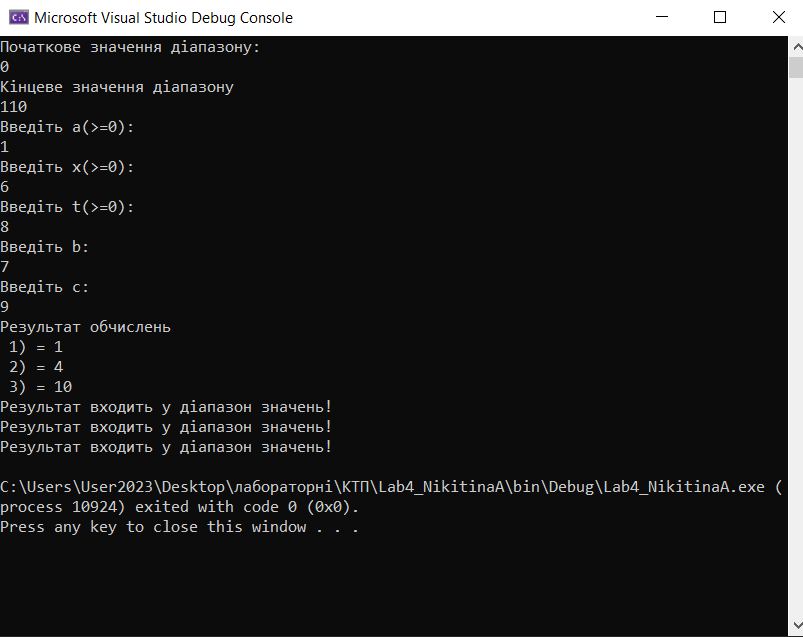 Microsoft Visual Studio Debug Console
Початкове значення діапазону:
0
Кінцеве значення діапазону
110
Введіть a(>=0):
1
Введіть x(>=0):
6
Введіть t(>=0):
8
Введіть b:
7
Введіть c:
9
Результат обчислень
1) = 1
2) = 4
3) = 10
Результат входить у діапазон значень!
Результат входить у діапазон значень!
Результат входить у діапазон значень!
C:\Users\User2023\Desktop\лабораторні\КТП\Lab4_NikitinaA\bin\Debug\Lab4_NikitinaA.exe (
process 10924) exited with code 0 (0x0).
Press any key to close this window . . .